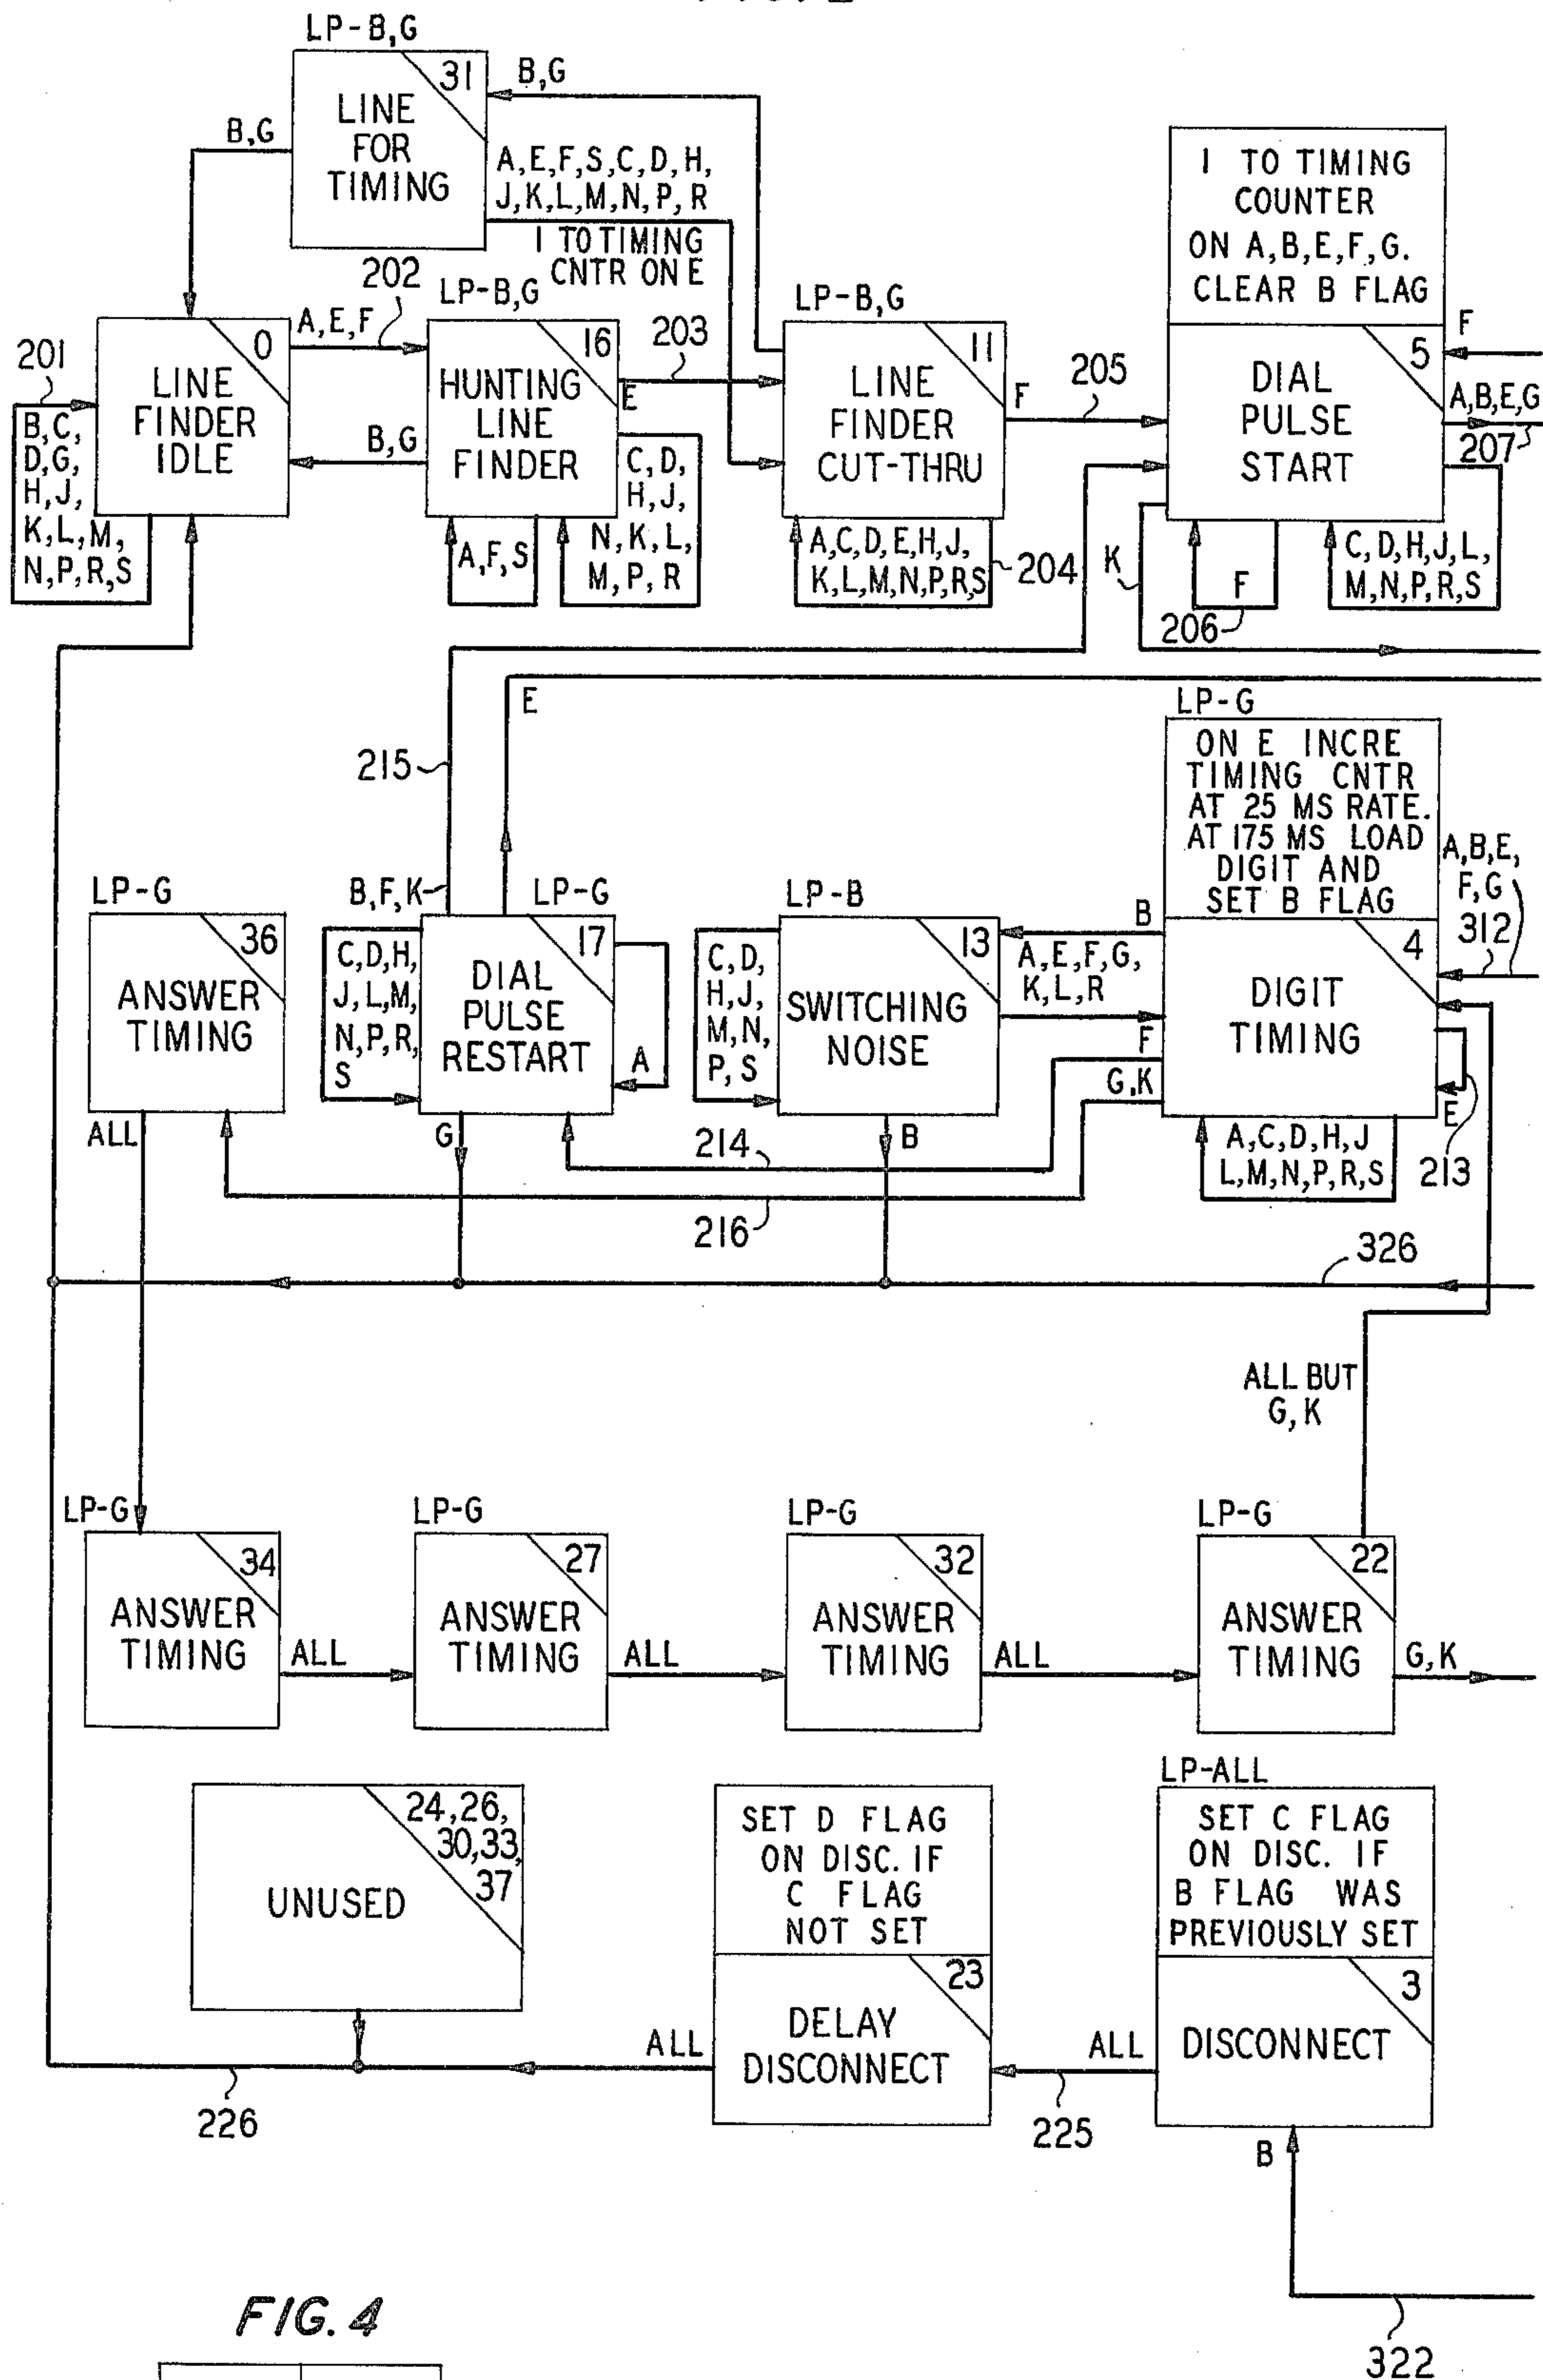 LP-B,G
31
LINE
FOR
TIMING
B,G
B,G
A,E,F,S,C,D,H,
J,K,L,M,N,P,R
1 TO TIMING
CNTR ON E
201
B,C,
D,G,
H,J,
K,L,M,
N,P,R,S
0
LINE
FINDER
IDLE
A,E,F
202
B,G
LP-B,G
16
HUNTING
LINE
FINDER
A,F,S
C,D,
H,J,
N,K,L,
M,P,R
E
203
LP-B,G
11
LINE
FINDER
CUT-THRU
A,C,D,E,H,J,
K,L,M,N,P,R,S
204
F
205
1 TO TIMING
COUNTER
ON A,B,E,F,G.
CLEAR B FLAG
5
DIAL
PULSE
START
F
A,B,E,G
207
K
F
206
C,D,H,J,L,
M,N,P,R,S
215
E
LP-G
36
ANSWER
TIMING
ALL
B,F,K
LP-G
17
DIAL
PULSE
RESTART
C,D,H,
J,L,M,
N,P,R,
S
A
G
LP-B
13
SWITCHING
NOISE
C,D,
H,J,
M,N,
P,S
B
LP-G
ON E INCRE
TIMING CNTR
AT 25 MS RATE.
AT 175 MS LOAD
DIGIT AND
SET B FLAG
4
DIGIT
TIMING
B
A,E,F,G,
K,L,R
F
G,K
A,B,E,
F,G
312
E
213
A,C,D,H,J
L,M,N,P,R,S
214
216
326
ALL BUT
G,K
LP-G
34
ANSWER
TIMING
ALL
LP-G
27
ANSWER
TIMING
ALL
LP-G
32
ANSWER
TIMING
ALL
LP-G
22
ANSWER
TIMING
G,K
24,26,
30,33,
37
UNUSED
SET D FLAG
ON DISC. IF
C FLAG
NOT SET
23
DELAY
DISCONNECT
ALL
LP-ALL
SET C FLAG
ON DISC. IF
B FLAG WAS
PREVIOUSLY SET
3
DISCONNECT
ALL
225
226
B
322
FIG. 4